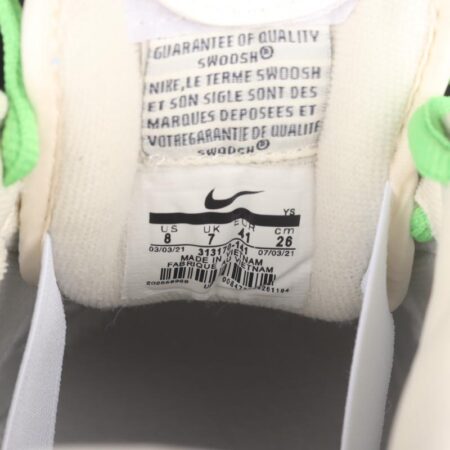 GUARANTEE OF QUALITY
SWOOSH®
NIKE, LE TERME SWOOSH
ET SON SIGLE SONT DES
MARQUES DEPOSEES ET
VOTREGARANTIE DE QUALITE
SWOOSH®
YS
US UK EUR cm
8 7 41 26
03/03/21 07/03/21
MADE IN VIETNAM
FABRIQUE VIETNAM